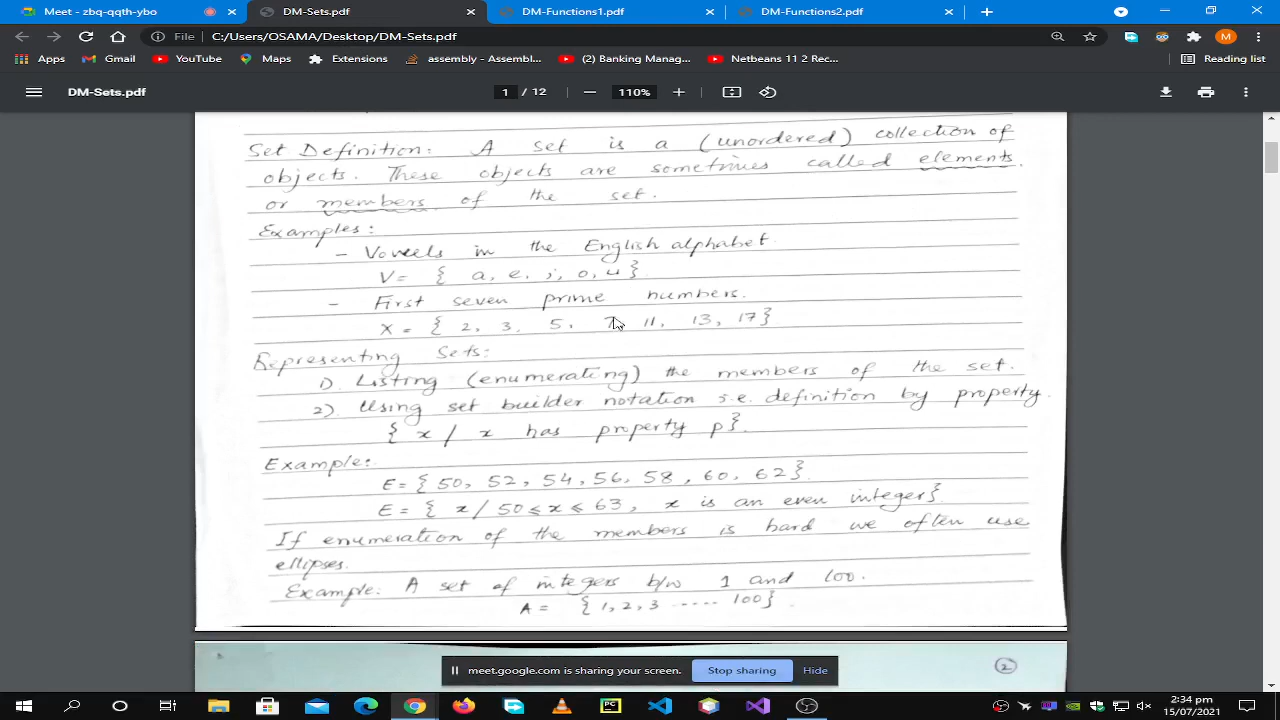 Meet - zbq-qqth-ybo
DM-Sets.pdf
DM-Functions1.pdf
DM-Functions2.pdf
File
C:/Users/OSAMA/Desktop/DM-Sets.pdf
Apps
Gmail
YouTube
Maps
Extensions
assembly - Assembl...
(2) Banking Manag...
Netbeans 11 2 Rec...
Reading list
DM-Sets.pdf
1 / 12
110%
Set Definition: A set is a (unordered) collection of
objects. These objects are sometimes called elements
or members of the set.
Examples:
- Vowels in the English alphabet.
V = { a, e, i, o, u}
- First seven prime numbers.
X = { 2, 3, 5, 7, 11, 13, 17}
Representing Sets:
1). Listing (enumerating) the members of the set.
2). Using set builder notation i.e. definition by property.
{ x / x has property p}.
Example:
E = { 50, 52, 54, 56, 58, 60, 62}
E = { x / 50 ≤ x ≤ 63, x is an even integer}
If enumeration of the members is hard we often use
ellipses.
Example: A set of integers b/w 1 and 100.
A = { 1, 2, 3 ..... 100}
2
meet.google.com is sharing your screen.
Stop sharing
Hide
2:34 pm
15/07/2021